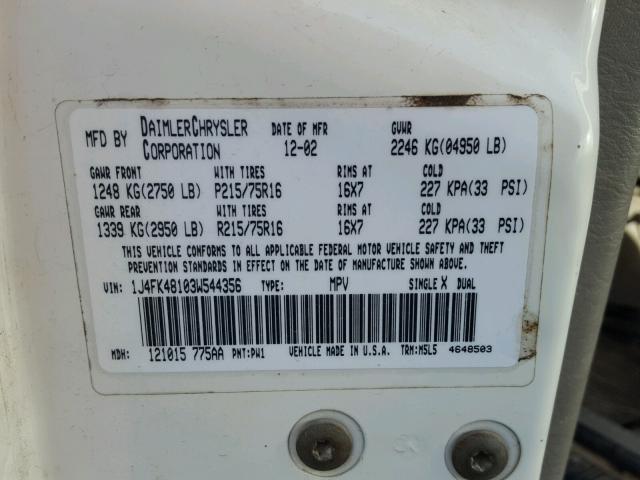 MFD BY DAIMLERCHRYSLER CORPORATION DATE OF MFR 12-02 GVWR 2246 KG(04950 LB)
GAWR FRONT WITH TIRES RIMS AT COLD
1248 KG(2750 LB) P215/75R16 16X7 227 KPA(33 PSI)
GAWR REAR WITH TIRES RIMS AT COLD
1339 KG(2950 LB) R215/75R16 16X7 227 KPA(33 PSI)
THIS VEHICLE CONFORMS TO ALL APPLICABLE FEDERAL MOTOR VEHICLE SAFETY AND THEFT
PREVENTION STANDARDS IN EFFECT ON THE DATE OF MANUFACTURE SHOWN ABOVE.
VIN: 1J4FK48103W544356 TYPE: MPV SINGLE X DUAL
MDH: 121015 775AA PNT:PW1 VEHICLE MADE IN U.S.A. TRM:M5L5 4648503